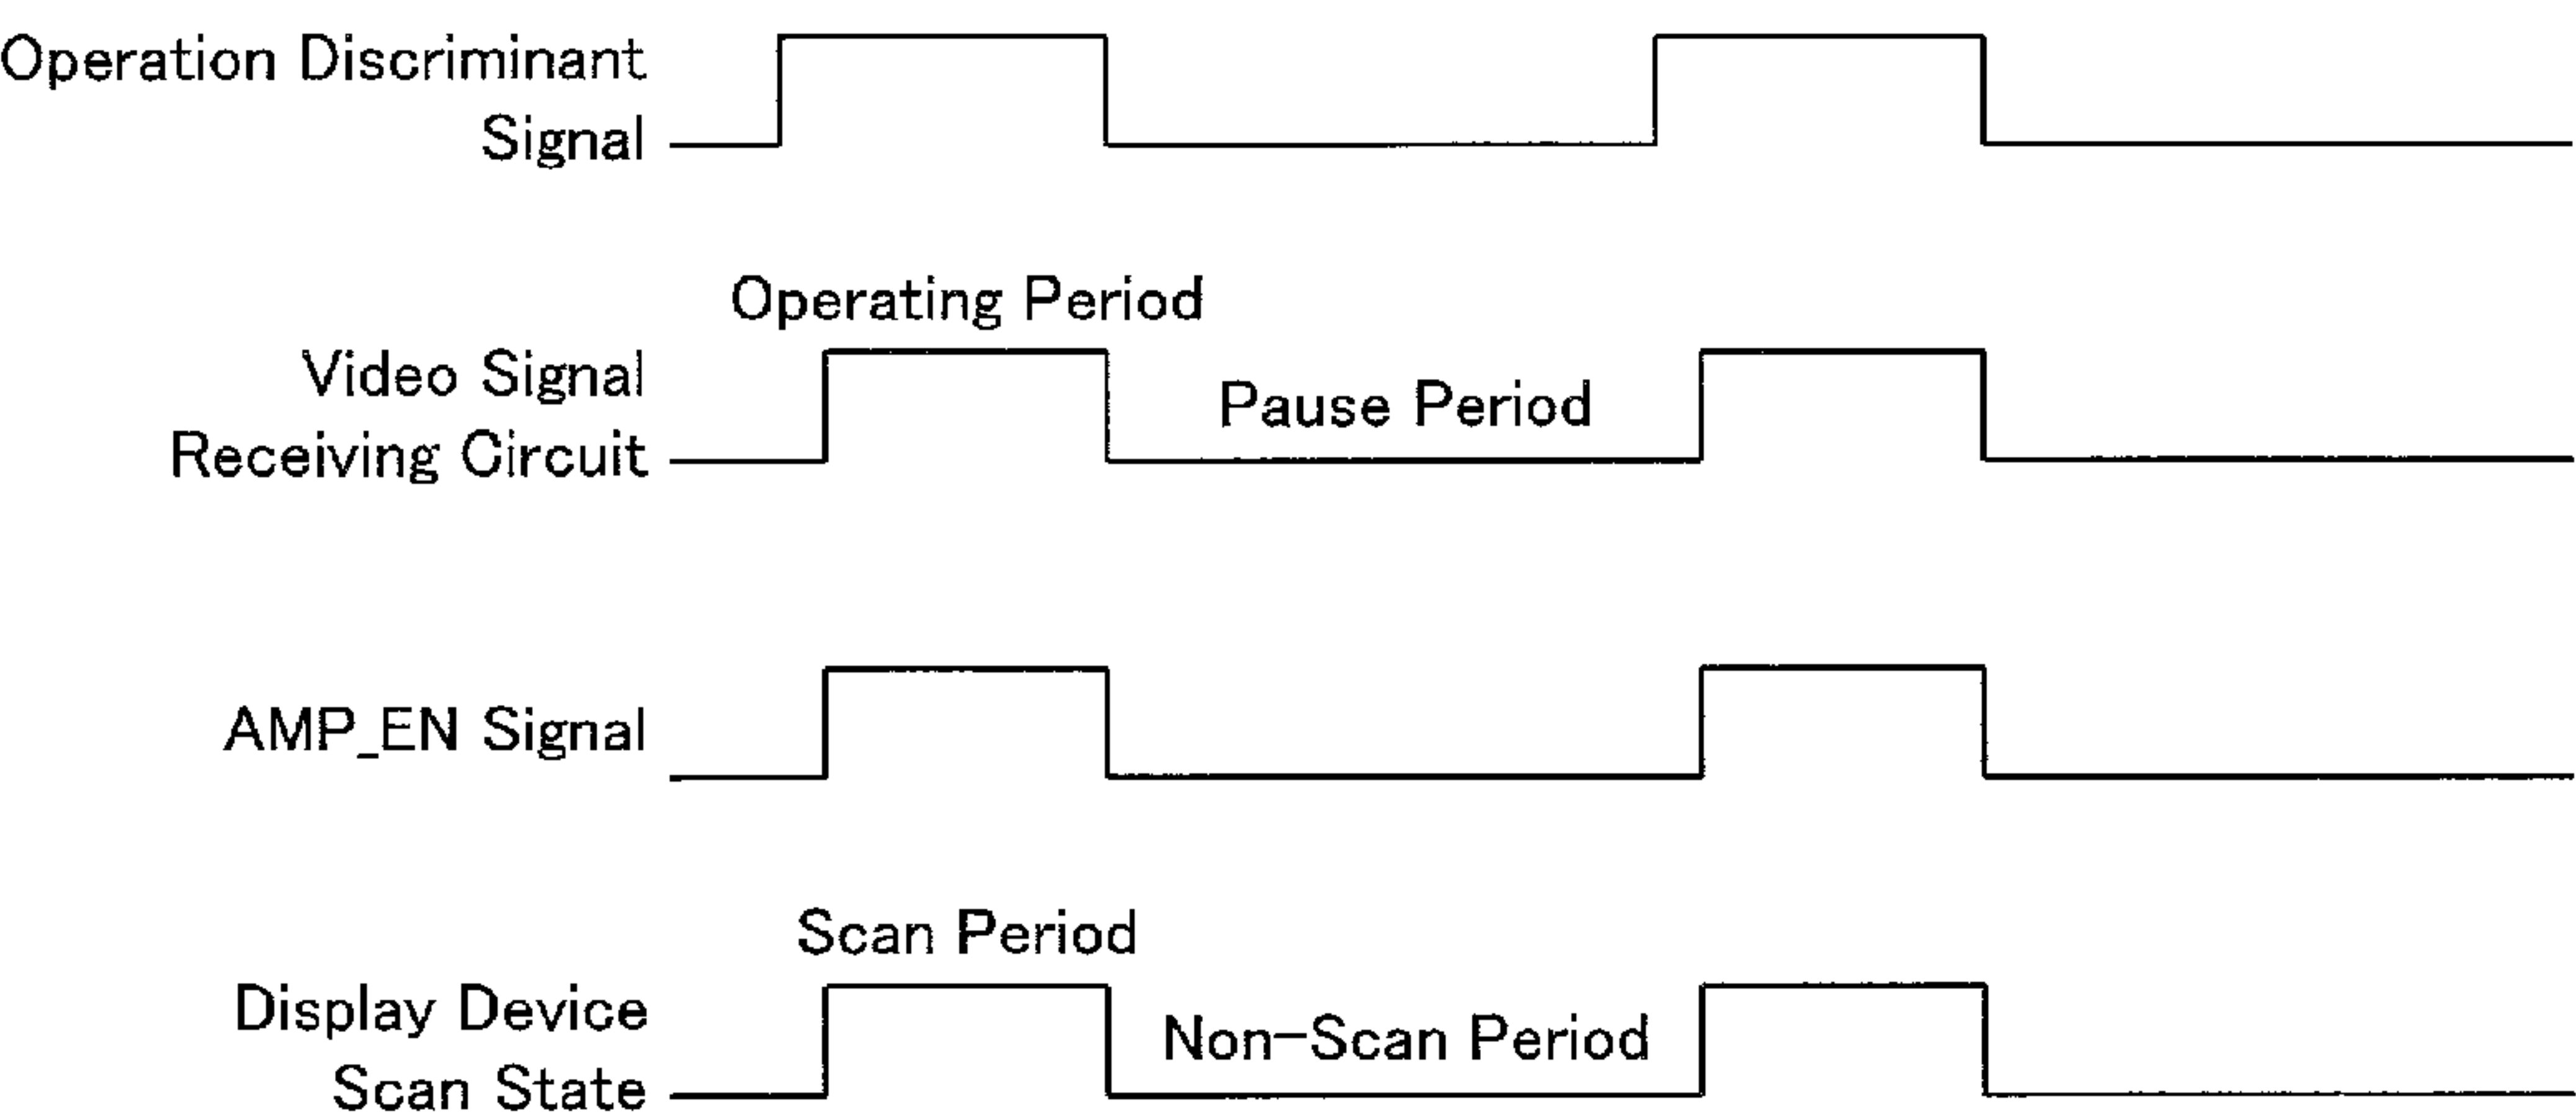 Operation Discriminant
Signal
Operating Period
Video Signal
Receiving Circuit
Pause Period
AMP_EN Signal
Scan Period
Display Device
Scan State
Non-Scan Period